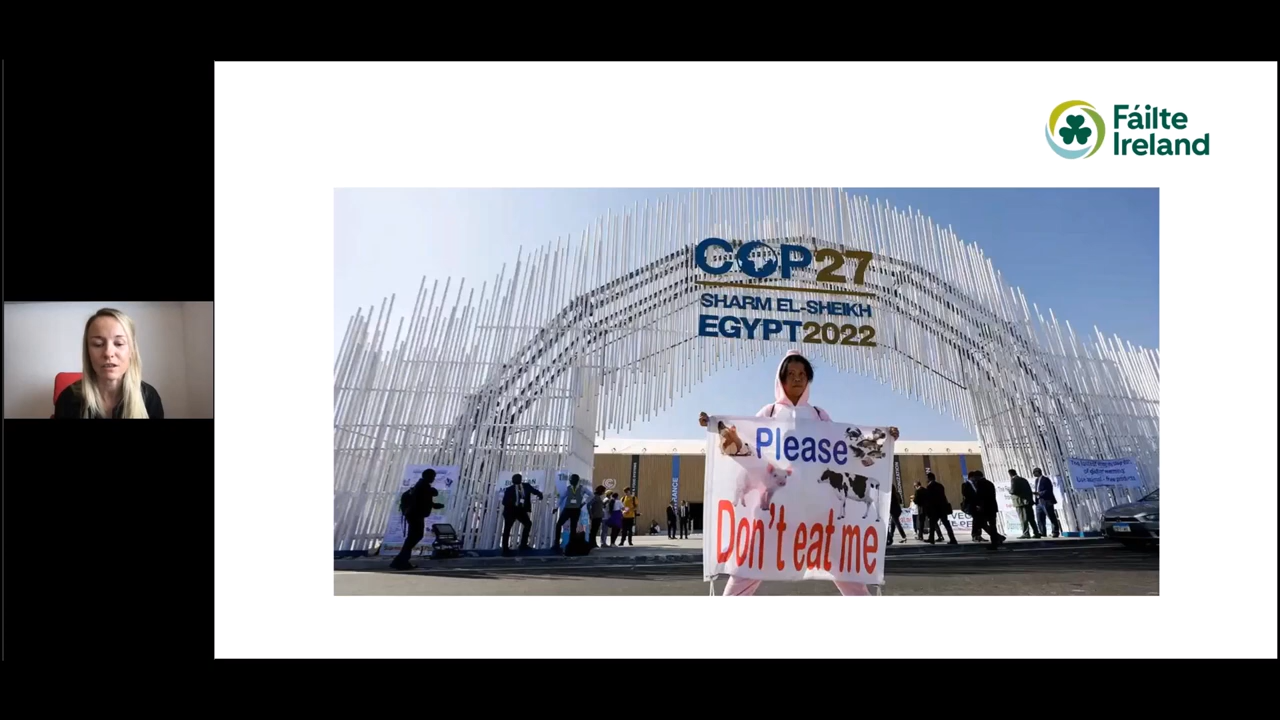 Fáilte
Ireland
COP27
SHARM EL-SHEIKH
EGYPT2022
Please
Don't eat me